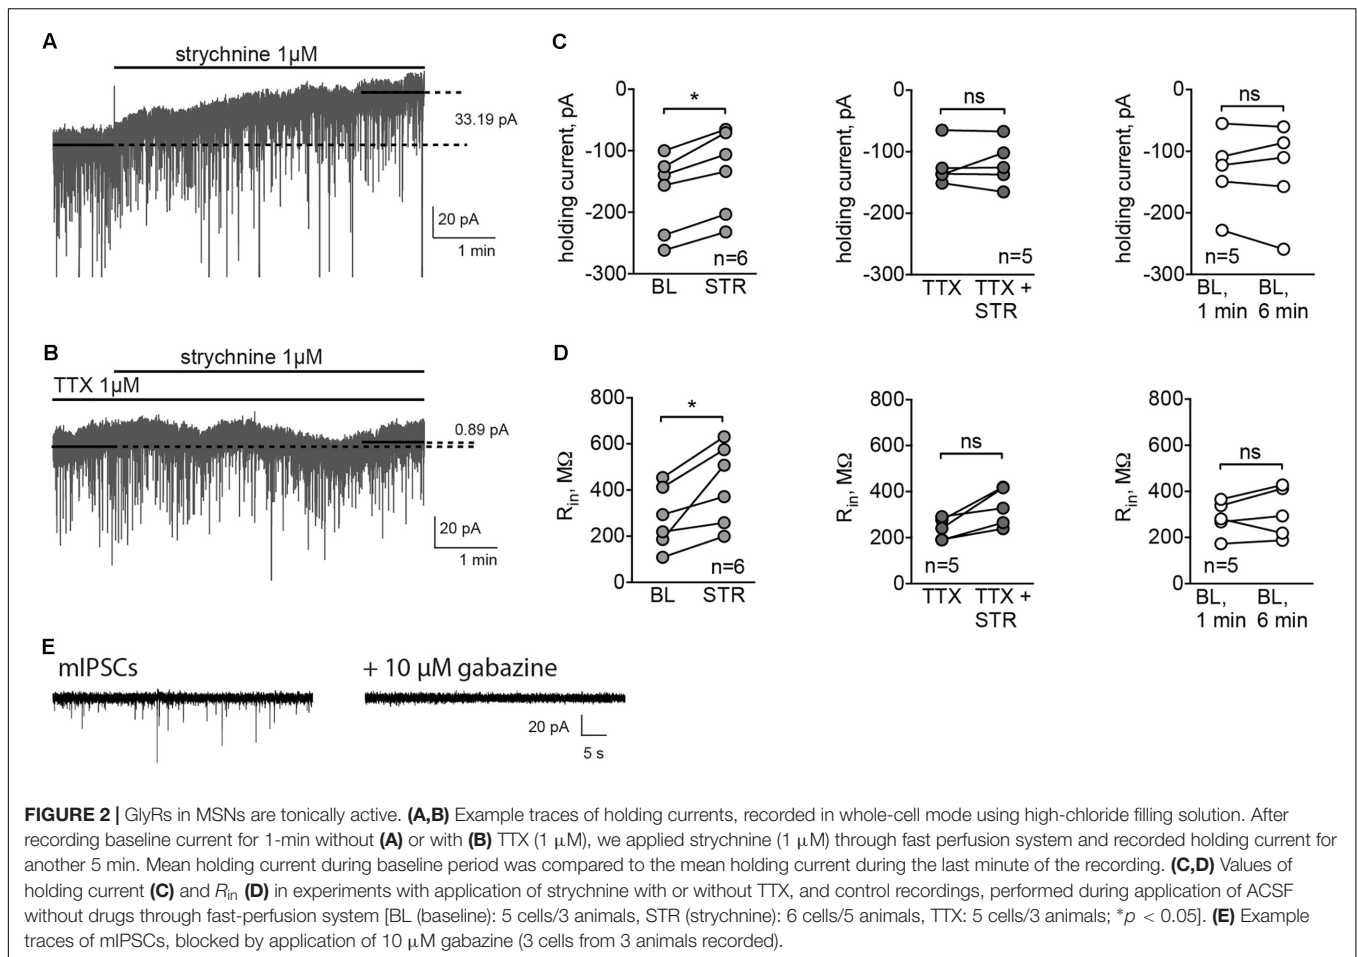 A
strychnine 1µM
33.19 pA
20 pA
1 min
B
strychnine 1µM
TTX 1µM
0.89 pA
20 pA
1 min
C
holding current, pA
0
-100
-200
-300
*
n=6
BL STR
holding current, pA
0
-100
-200
-300
ns
n=5
TTX TTX +
STR
holding current, pA
0
-100
-200
-300
ns
n=5
BL, BL,
1 min 6 min
D
Rin, MΩ
800
600
400
200
0
*
n=6
BL STR
Rin, MΩ
800
600
400
200
0
ns
n=5
TTX TTX +
STR
Rin, MΩ
800
600
400
200
0
ns
n=5
BL, BL,
1 min 6 min
E
mIPSCs
+ 10 µM gabazine
20 pA
5 s
FIGURE 2 | GlyRs in MSNs are tonically active. (A,B) Example traces of holding currents, recorded in whole-cell mode using high-chloride filling solution. After
recording baseline current for 1-min without (A) or with (B) TTX (1 µM), we applied strychnine (1 µM) through fast perfusion system and recorded holding current for
another 5 min. Mean holding current during baseline period was compared to the mean holding current during the last minute of the recording. (C,D) Values of
holding current (C) and Rin (D) in experiments with application of strychnine with or without TTX, and control recordings, performed during application of ACSF
without drugs through fast-perfusion system [BL (baseline): 5 cells/3 animals, STR (strychnine): 6 cells/5 animals, TTX: 5 cells/3 animals; *p < 0.05]. (E) Example
traces of mIPSCs, blocked by application of 10 µM gabazine (3 cells from 3 animals recorded).